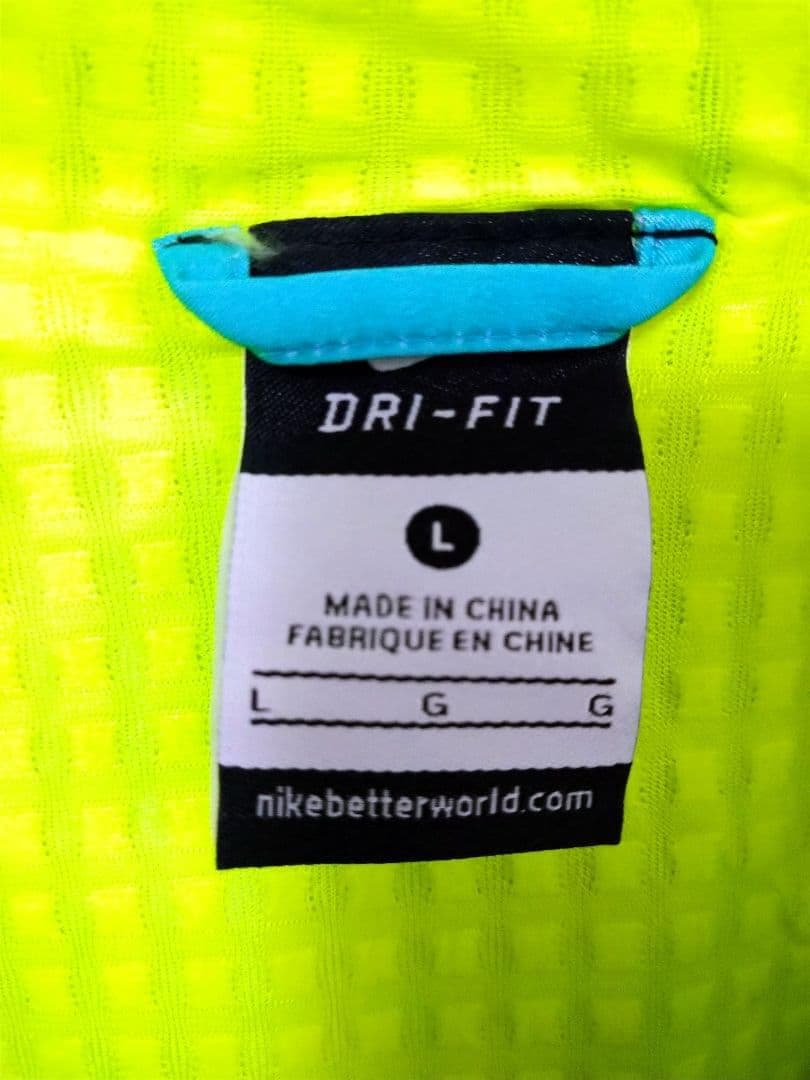 DRI-FIT
L
MADE IN CHINA
FABRIQUE EN CHINE
L G G
nikebetterworld.com